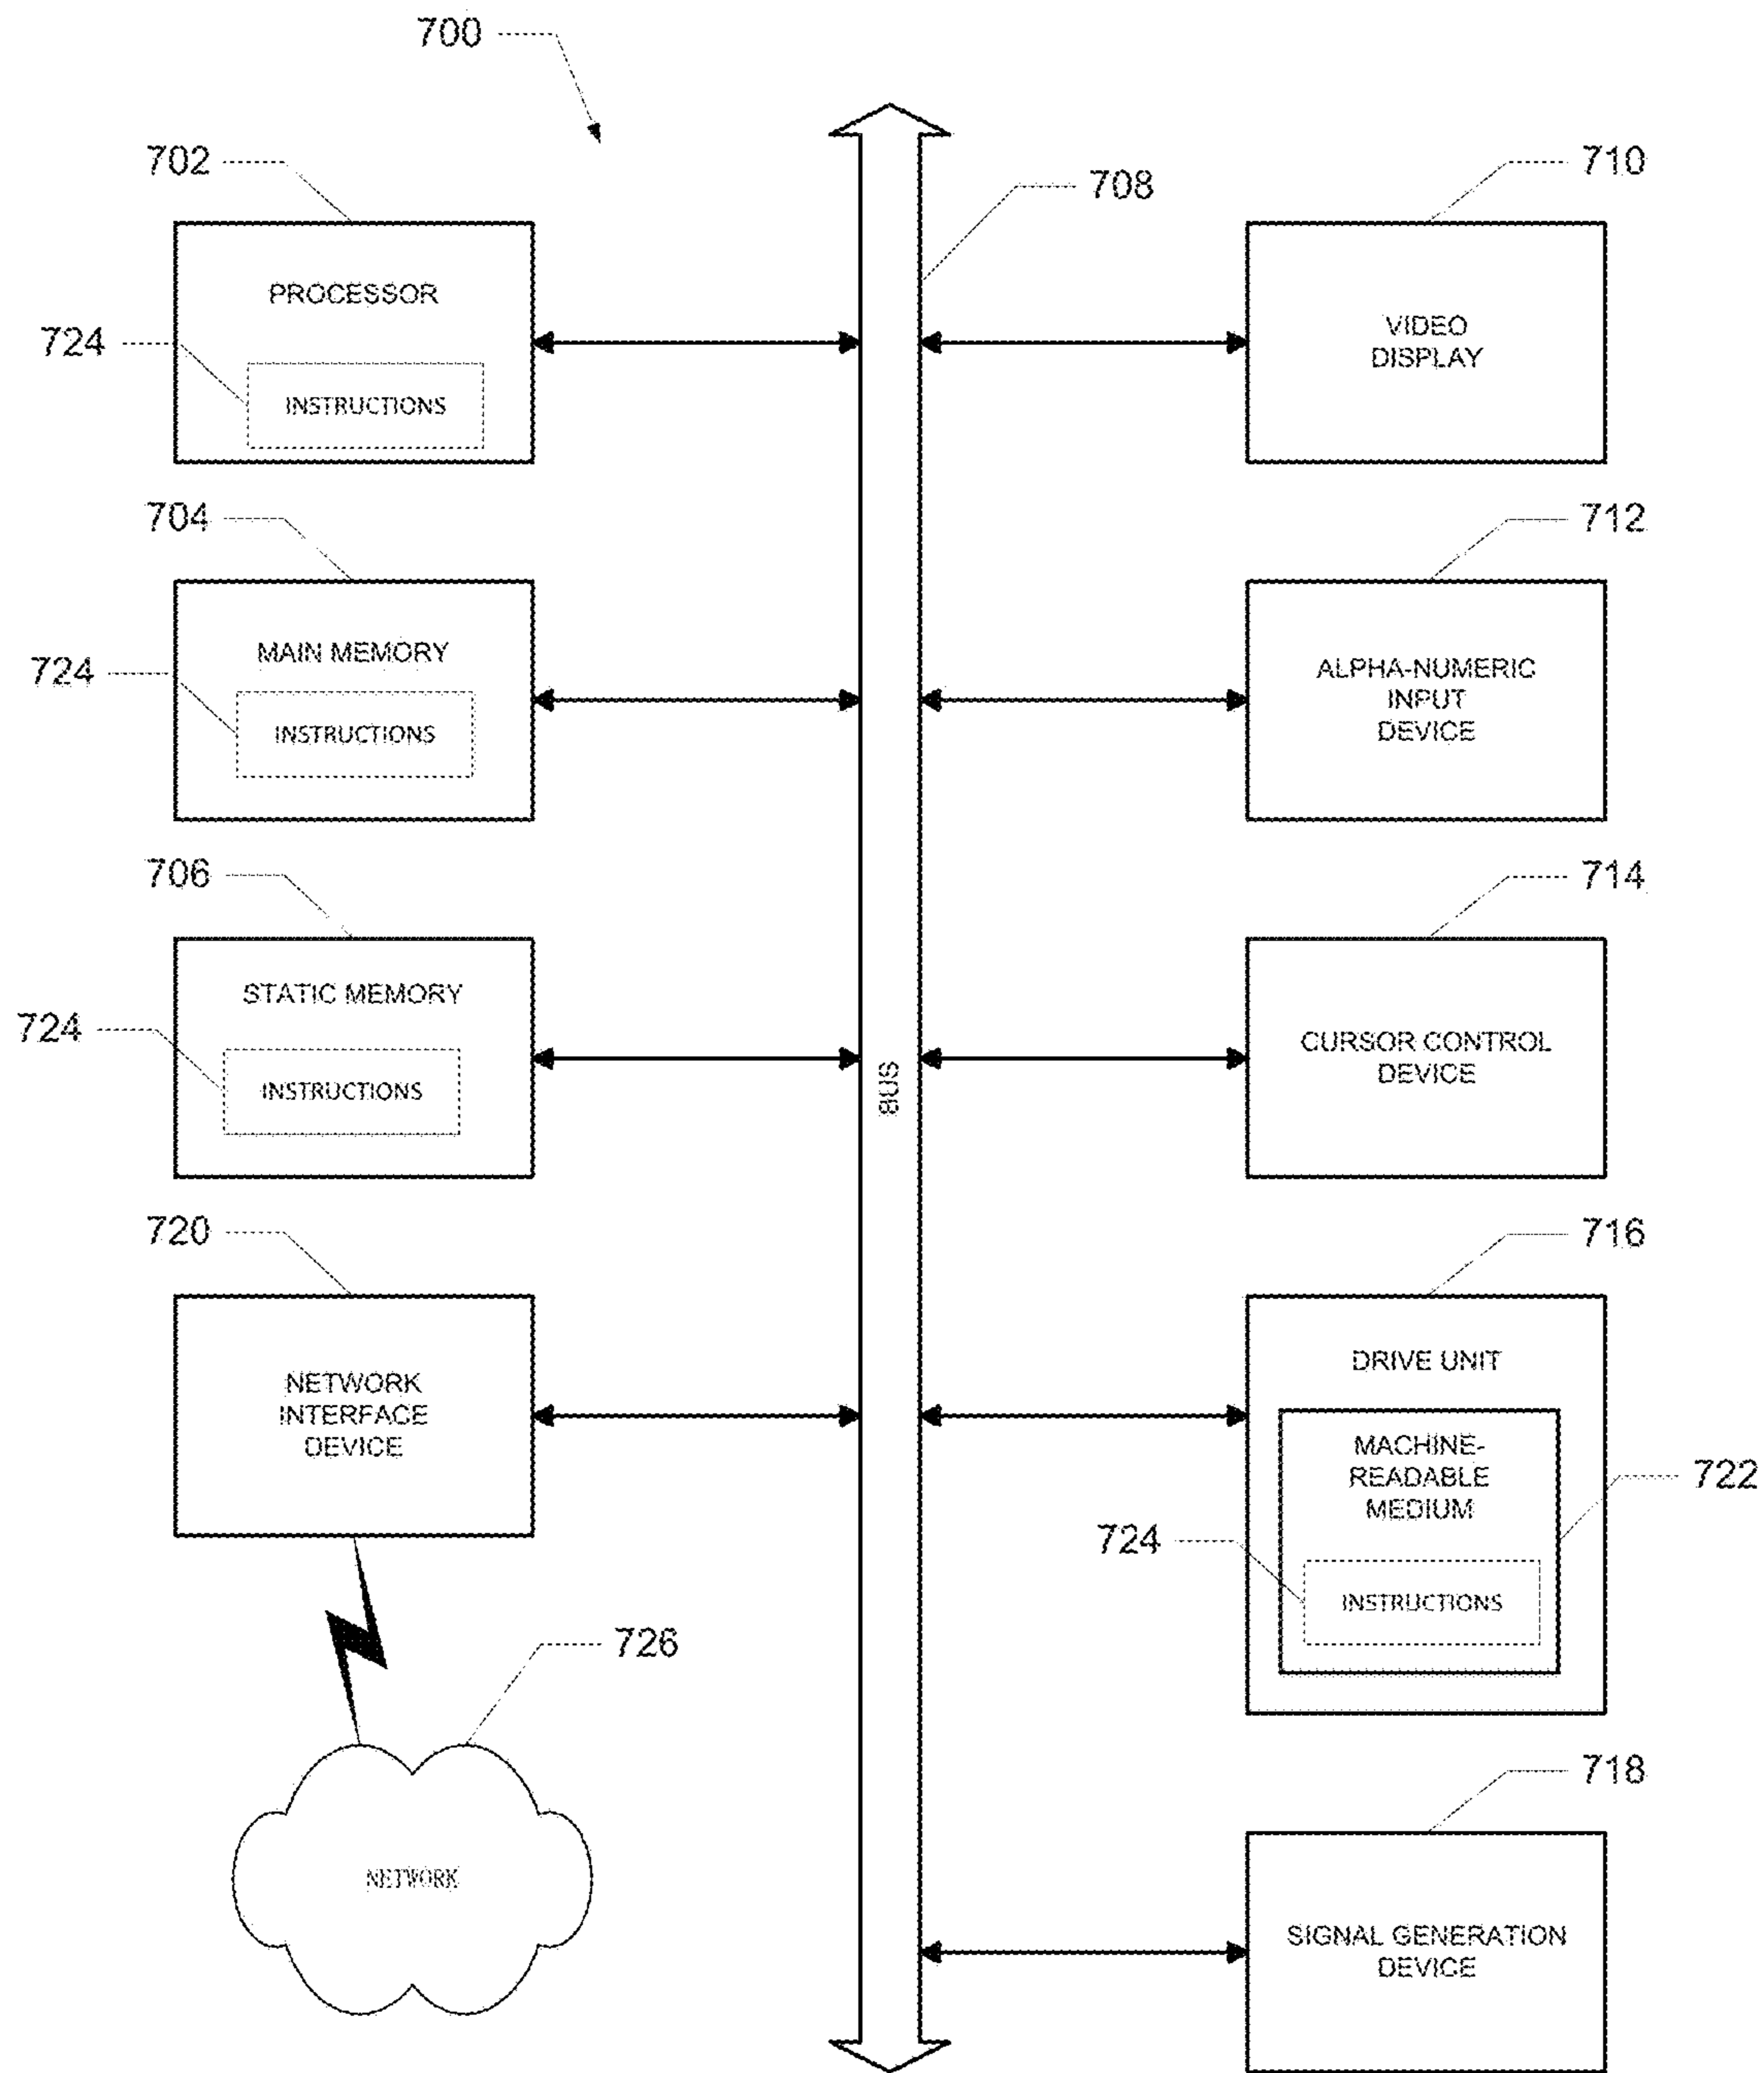 700
702
708
710
PROCESSOR
724
INSTRUCTIONS
VIDEO
DISPLAY
704
712
MAIN MEMORY
724
INSTRUCTIONS
ALPHA-NUMERIC
INPUT
DEVICE
706
714
STATIC MEMORY
724
INSTRUCTIONS
BUS
CURSOR CONTROL
DEVICE
720
716
NETWORK
INTERFACE
DEVICE
DRIVE UNIT
MACHINE-
READABLE
MEDIUM
722
724
INSTRUCTIONS
726
NETWORK
718
SIGNAL GENERATION
DEVICE